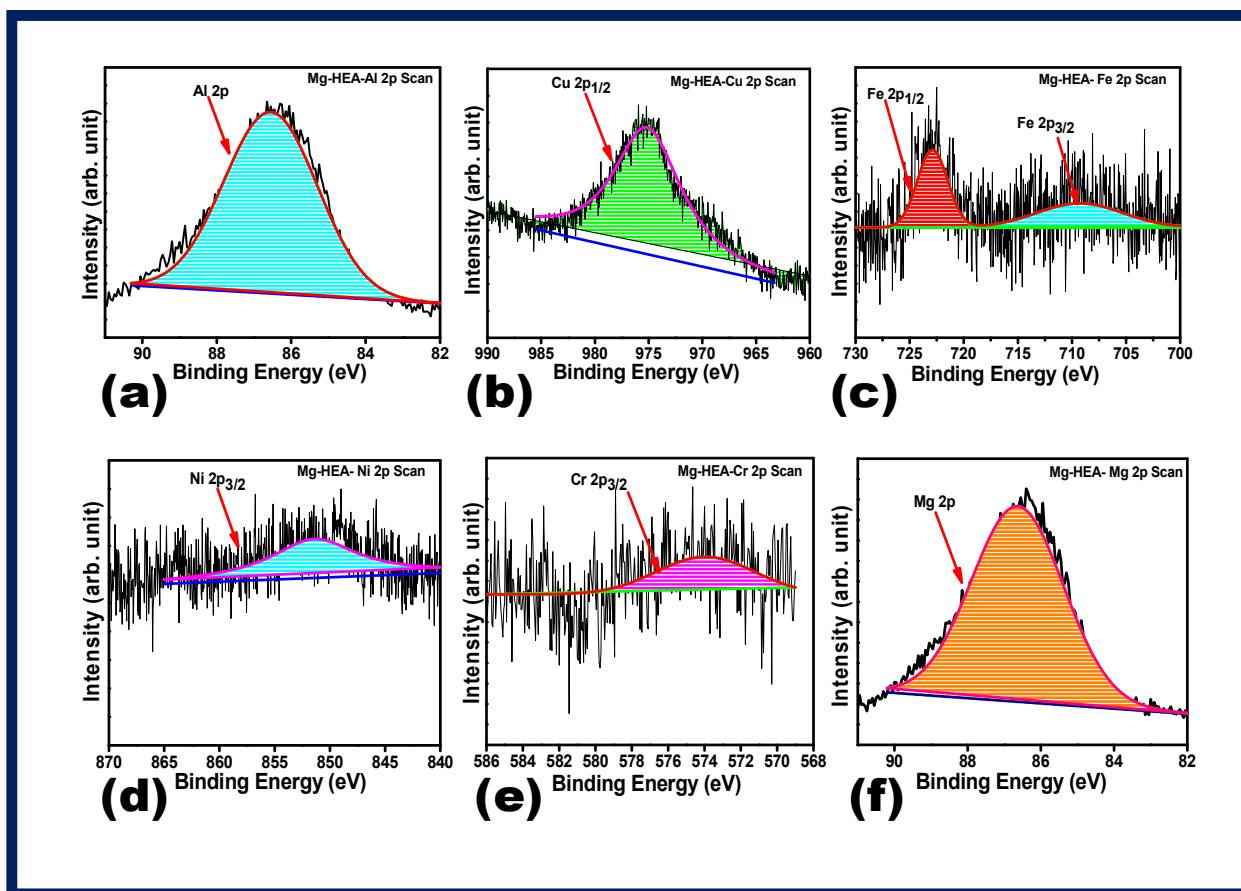 Mg-HEA-Al 2p Scan
Al 2p
Intensity (arb. unit)
90 88 86 84 82
Binding Energy (eV)
(a)
Mg-HEA-Cu 2p Scan
Cu 2p1/2
Intensity (arb. unit)
990 985 980 975 970 965 960
Binding Energy (eV)
(b)
Mg-HEA- Fe 2p Scan
Fe 2p1/2
Fe 2p3/2
Intensity (arb. unit)
730 725 720 715 710 705 700
Binding Energy (eV)
(c)
Mg-HEA- Ni 2p Scan
Ni 2p3/2
Intensity (arb. unit)
870 865 860 855 850 845 840
Binding Energy (eV)
(d)
Mg-HEA-Cr 2p Scan
Cr 2p3/2
Intensity (arb. unit)
586 584 582 580 578 576 574 572 570 568
Binding Energy (eV)
(e)
Mg-HEA- Mg 2p Scan
Mg 2p
Intensity (arb. unit)
90 88 86 84 82
Binding Energy (eV)
(f)